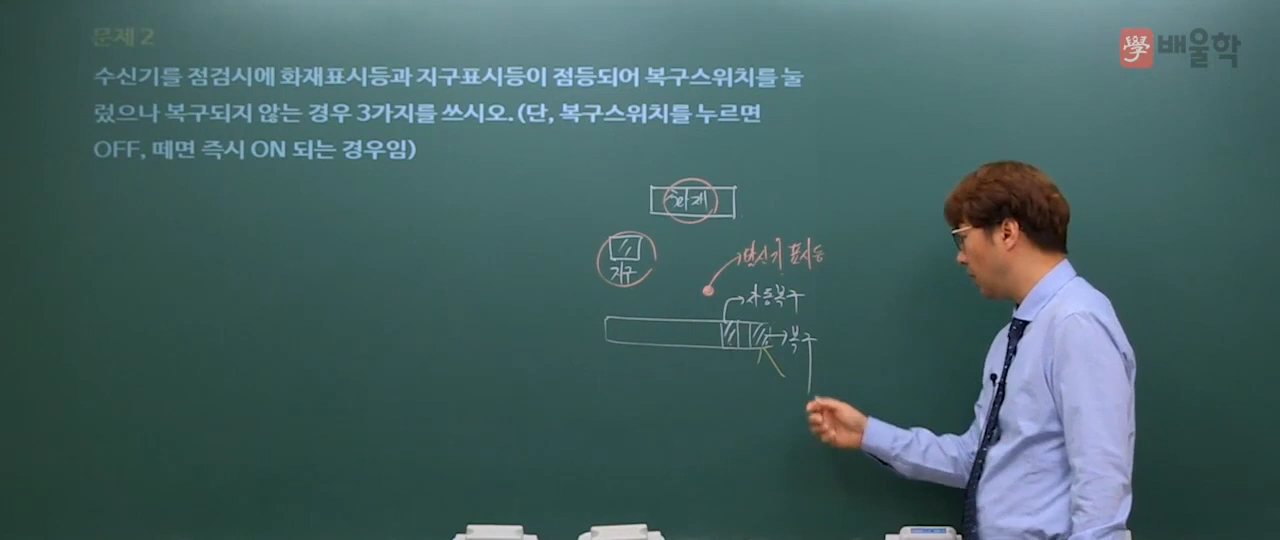 문제 2
學 배울학
수신기를 점검시에 화재표시등과 지구표시등이 점등되어 복구스위치를 눌
렀으나 복구되지 않는 경우 3가지를 쓰시오. (단, 복구스위치를 누르면
OFF, 떼면 즉시 ON 되는 경우임)
화재
발신기 표시등
지구
자동복구
복구